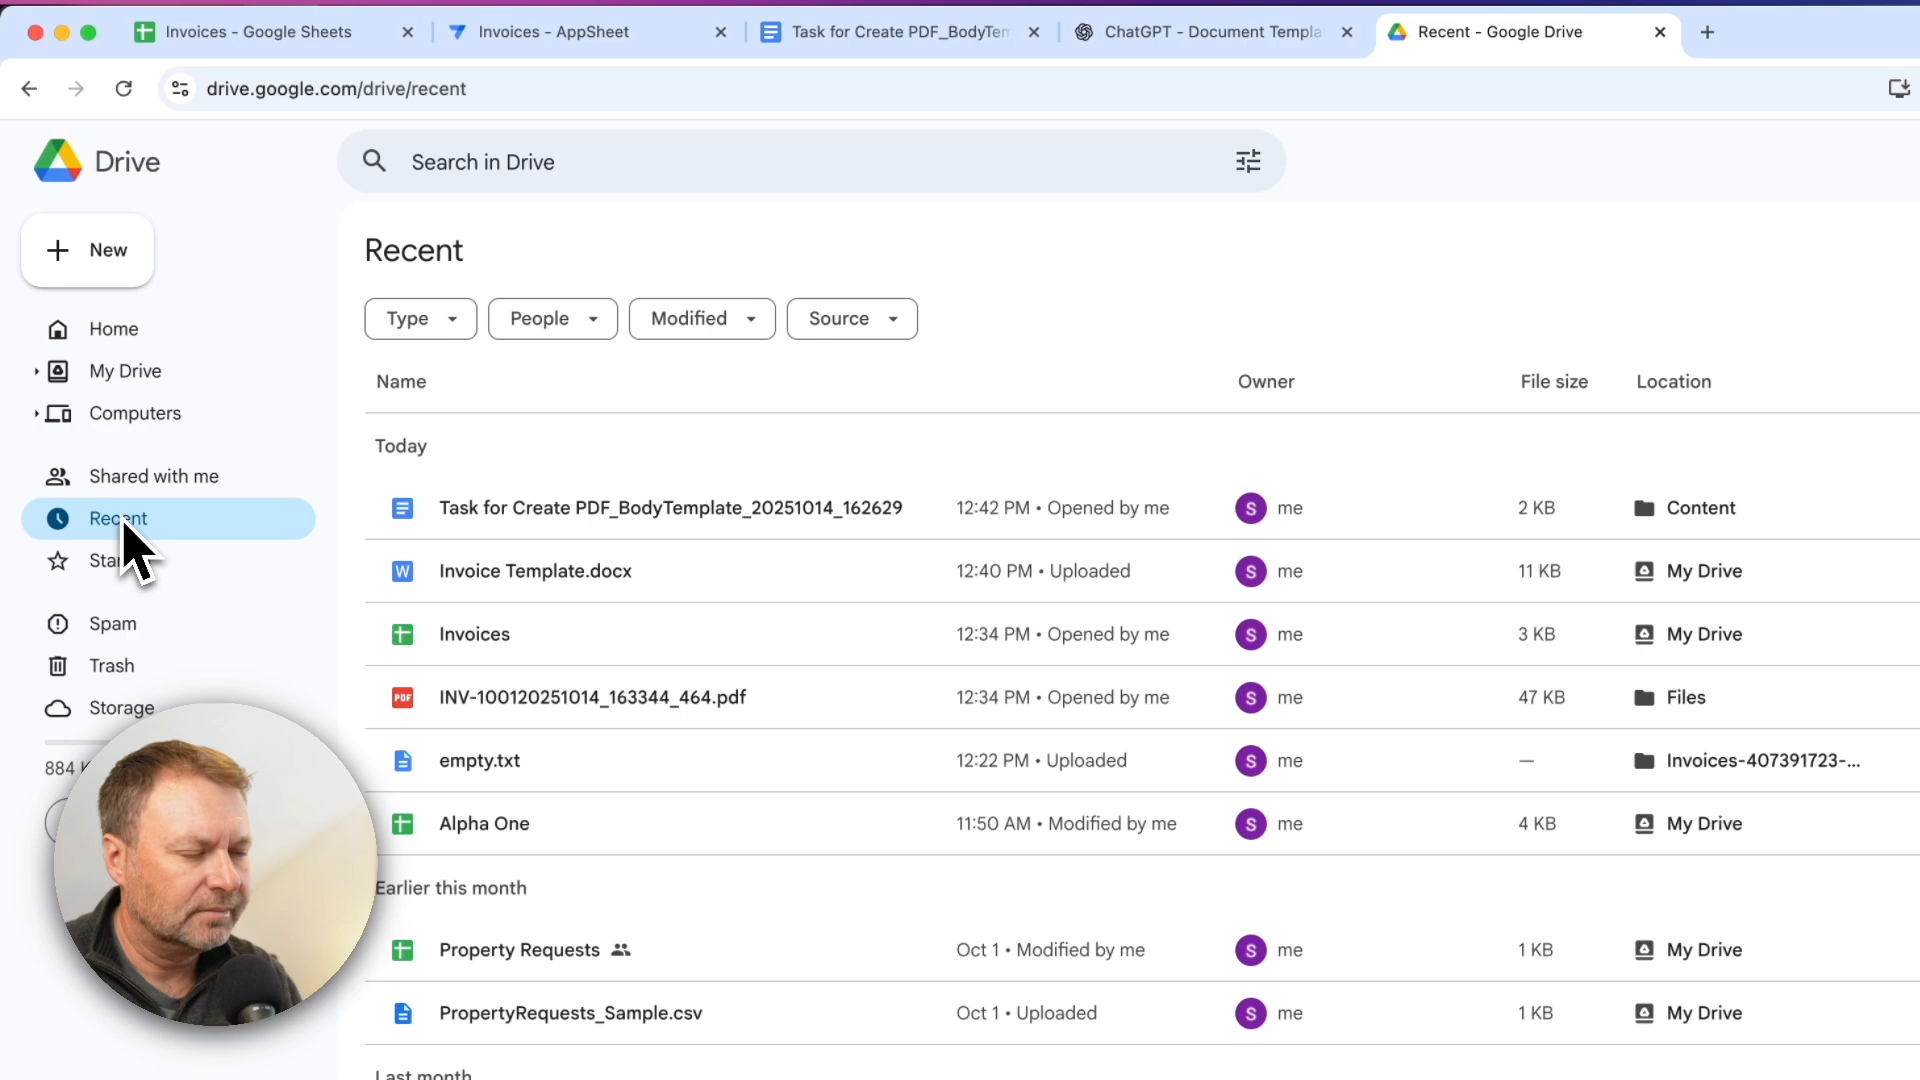 Invoices - Google Sheets
Invoices - AppSheet
Task for Create PDF_BodyTem
ChatGPT - Document Templa
Recent - Google Drive
drive.google.com/drive/recent
Drive
Search in Drive
New
Home
My Drive
Computers
Shared with me
Recent
Star
Spam
Trash
Storage
884
Recent
Type
People
Modified
Source
Name Owner File size Location
Today
Task for Create PDF_BodyTemplate_20251014_162629 12:42 PM • Opened by me S me 2 KB Content
W Invoice Template.docx 12:40 PM • Uploaded S me 11 KB My Drive
Invoices 12:34 PM • Opened by me S me 3 KB My Drive
PDF INV-100120251014_163344_464.pdf 12:34 PM • Opened by me S me 47 KB Files
empty.txt 12:22 PM • Uploaded S me — Invoices-407391723-...
Alpha One 11:50 AM • Modified by me S me 4 KB My Drive
Earlier this month
Property Requests Oct 1 • Modified by me S me 1 KB My Drive
PropertyRequests_Sample.csv Oct 1 • Uploaded S me 1 KB My Drive
Last month